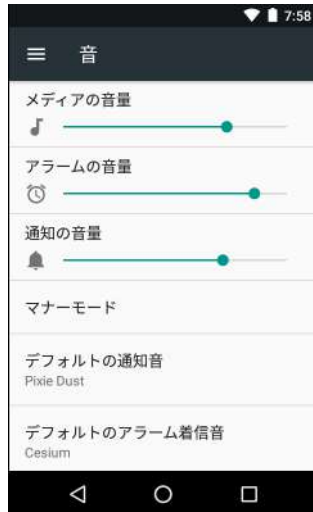 7:58
音
メディアの音量
アラームの音量
通知の音量
マナーモード
デフォルトの通知音
Pixie Dust
デフォルトのアラーム着信音
Cesium